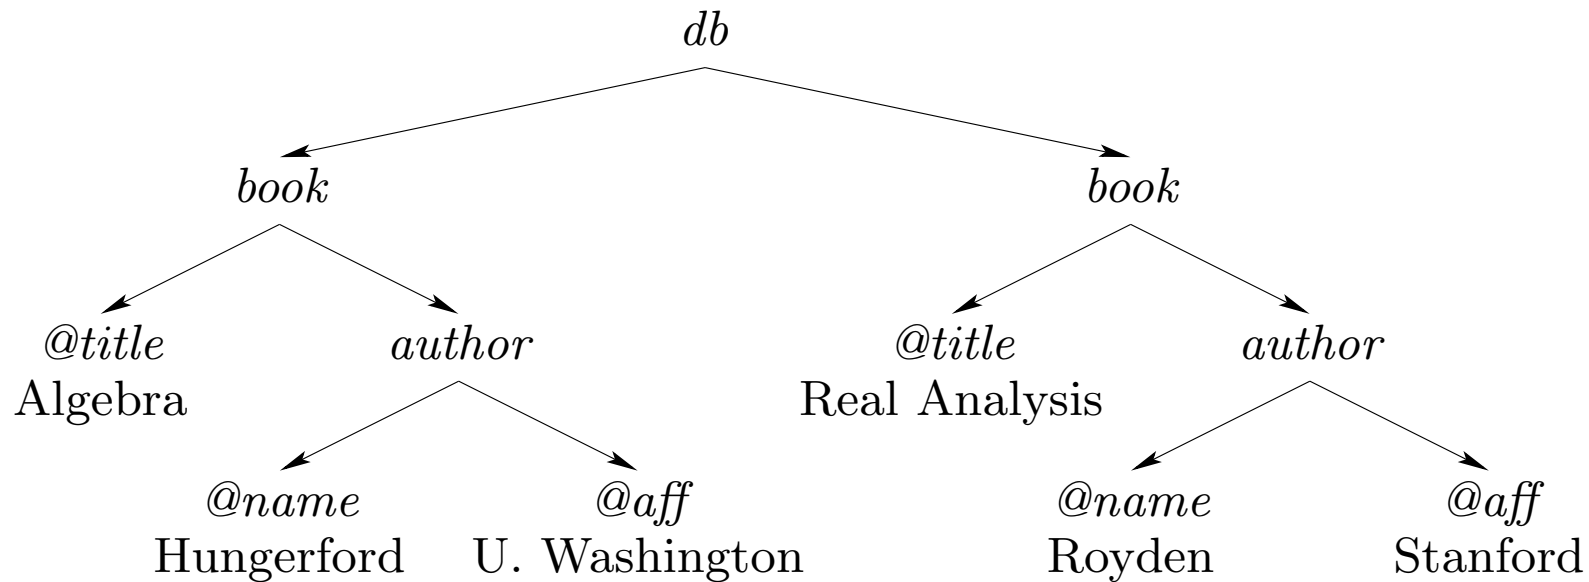 db
book book
@title author @title author
Algebra Real Analysis
@name @aff @name @aff
Hungerford U. Washington Royden Stanford